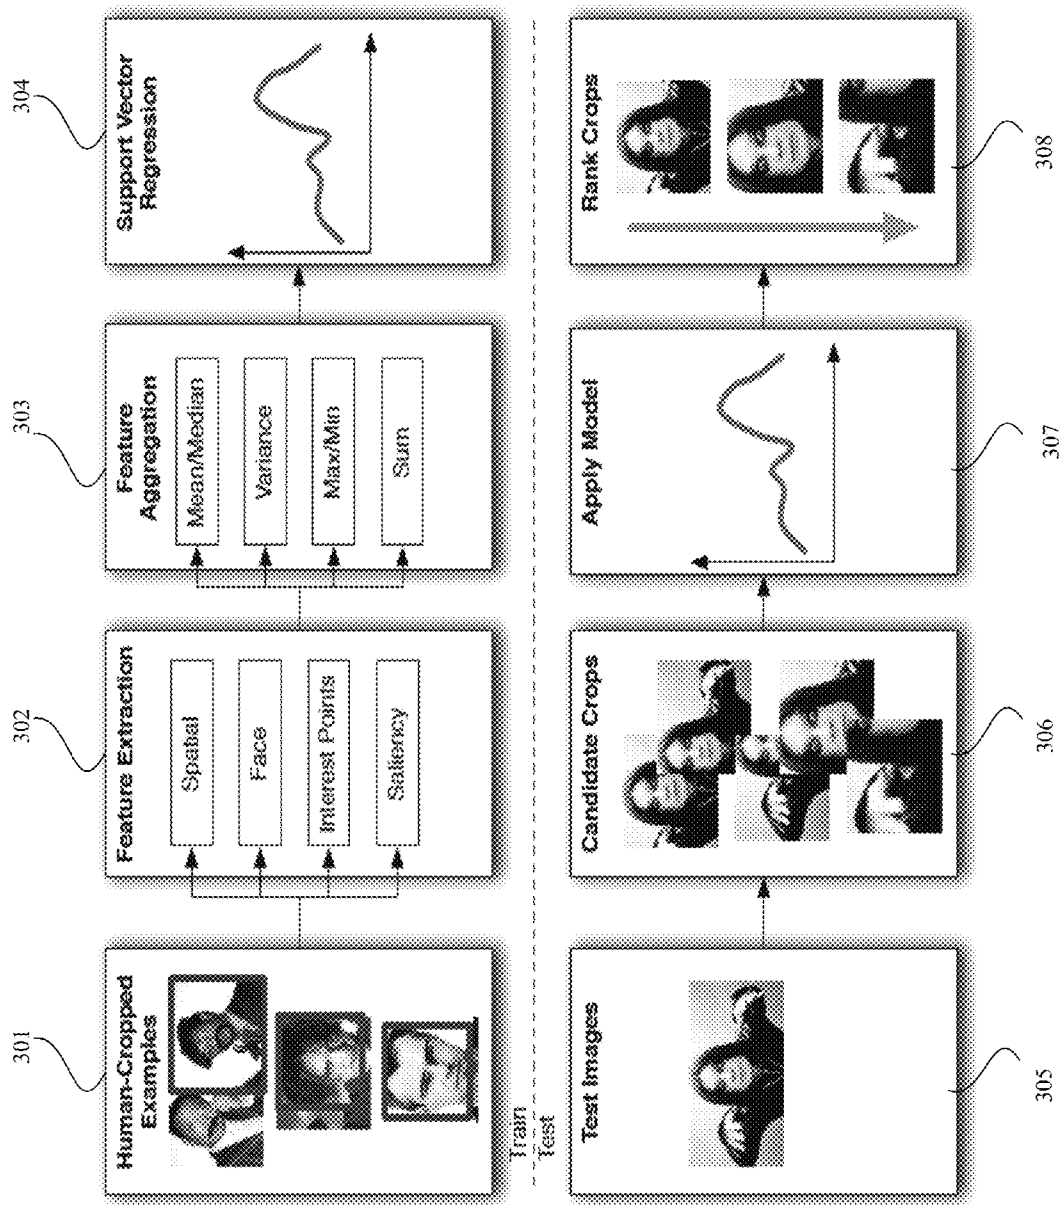 301
Human-Cropped
Examples
302
Feature Extraction
Spatial
Face
Interest Points
Saliency
303
Feature
Aggregation
Mean/Median
Variance
Max/Min
Sum
304
Support Vector
Regression
Train
Test
Test Images
305
Candidate Crops
306
Apply Model
307
Rank Crops
308